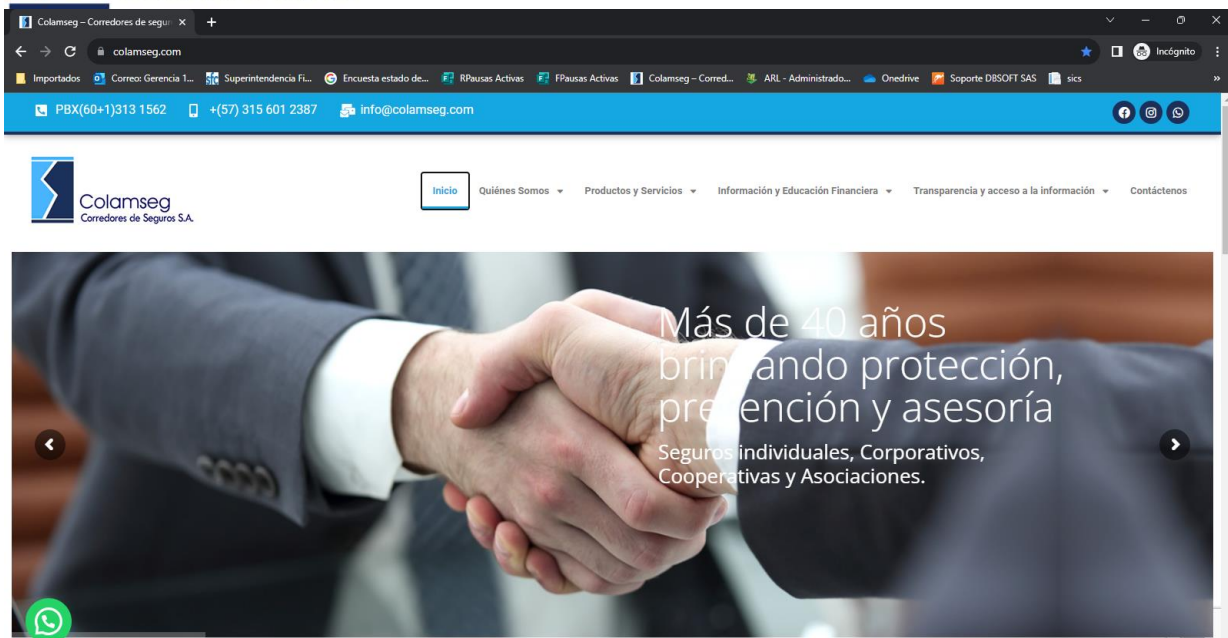 Colamseg – Corredores de segur
colamseg.com
Incógnito
Importados
Correo: Gerencia 1...
Superintendencia Fi...
Encuesta estado de...
RPausas Activas
FPausas Activas
Colamseg – Corred...
ARL - Administrado...
Onedrive
Soporte DBSOFT SAS
sics
»
PBX(60+1)313 1562
+(57) 315 601 2387
info@colamseg.com
Colamseg
Corredores de Seguros S.A.
Inicio
Quiénes Somos
Productos y Servicios
Información y Educación Financiera
Transparencia y acceso a la información
Contáctenos
Más de 40 años
brindando protección,
prevención y asesoría
Seguros individuales, Corporativos,
Cooperativas y Asociaciones.